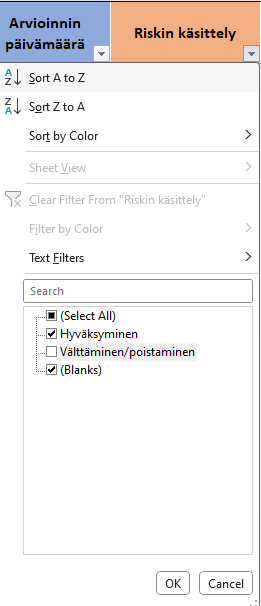 Arvioinnin
päivämäärä
Riskin käsittely
Sort A to Z
Sort Z to A
Sort by Color
Sheet View
Clear Filter From "Riskin käsittely"
Filter by Color
Text Filters
Search
(Select All)
Hyväksyminen
Välttäminen/poistaminen
(Blanks)
OK Cancel